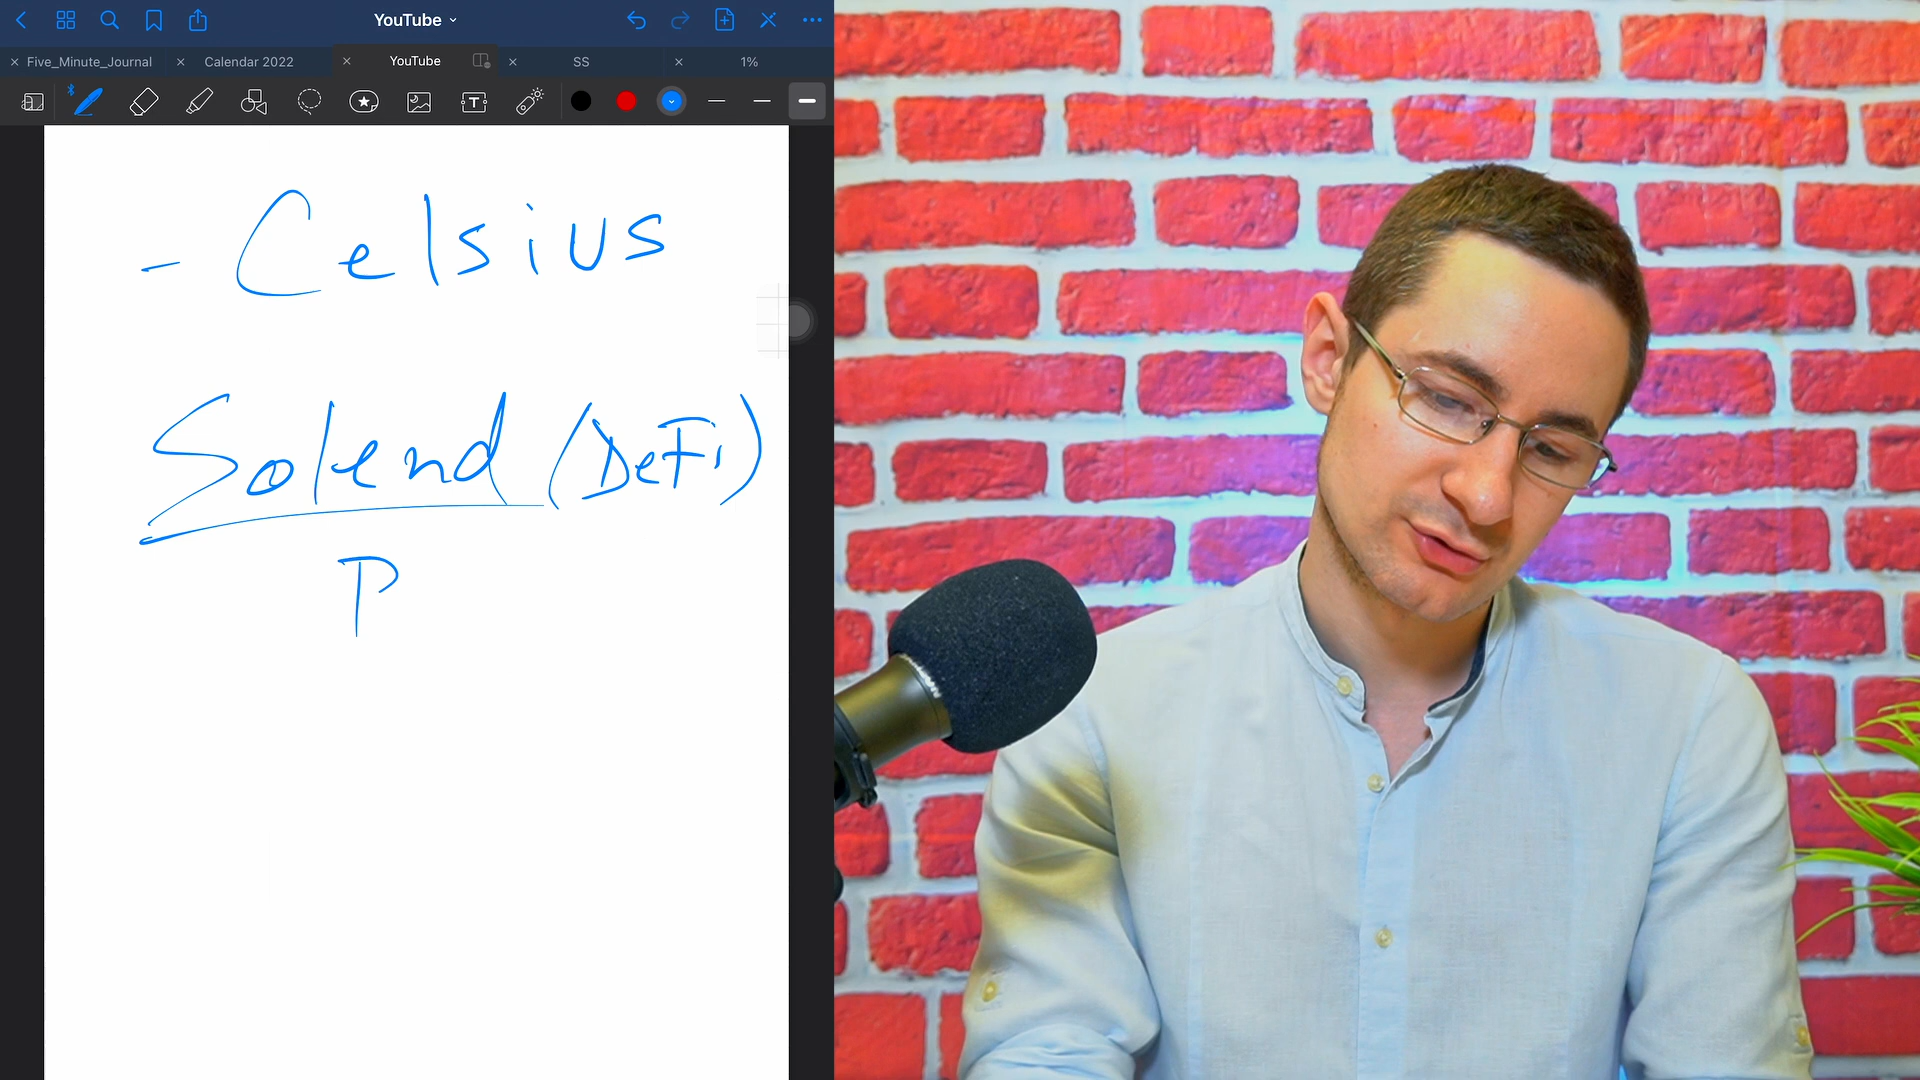 YouTube
Five_Minute_Journal Calendar 2022 YouTube SS 1%
T
- Celsius
Solend (DeFi)
P